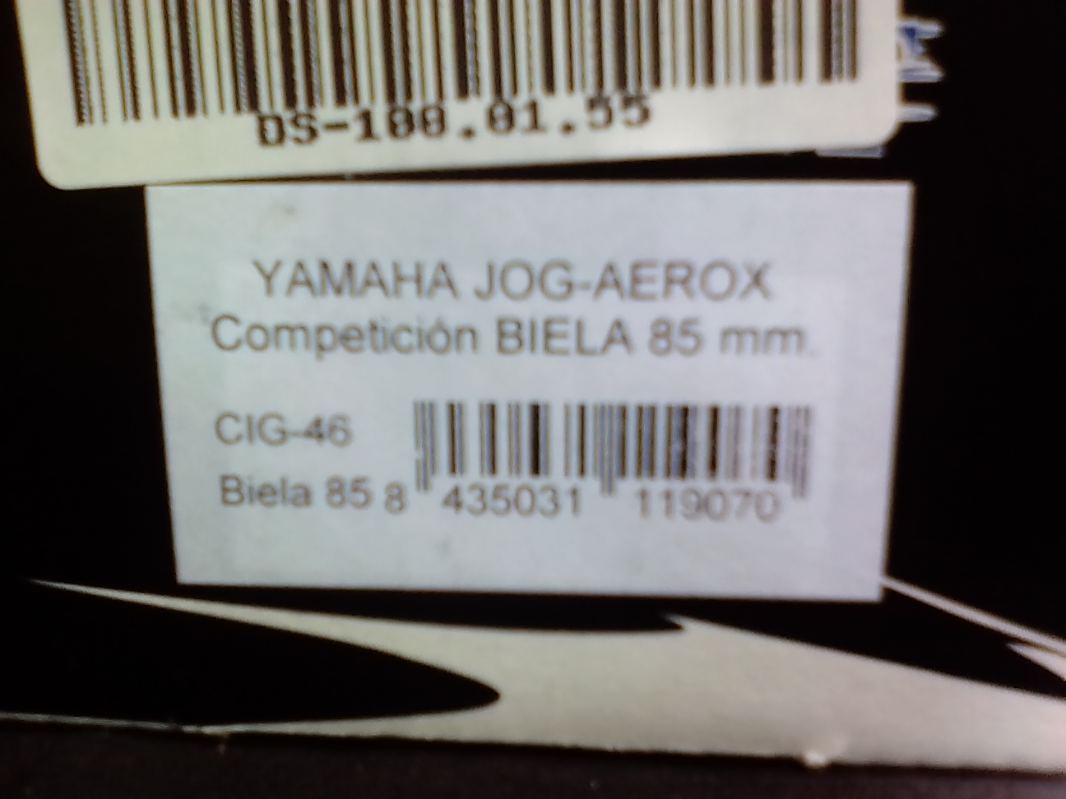 DS-100.01.55
YAMAHA JOG-AEROX
Competición BIELA 85 mm.
CIG-46
Biela 85 8 435031 119070